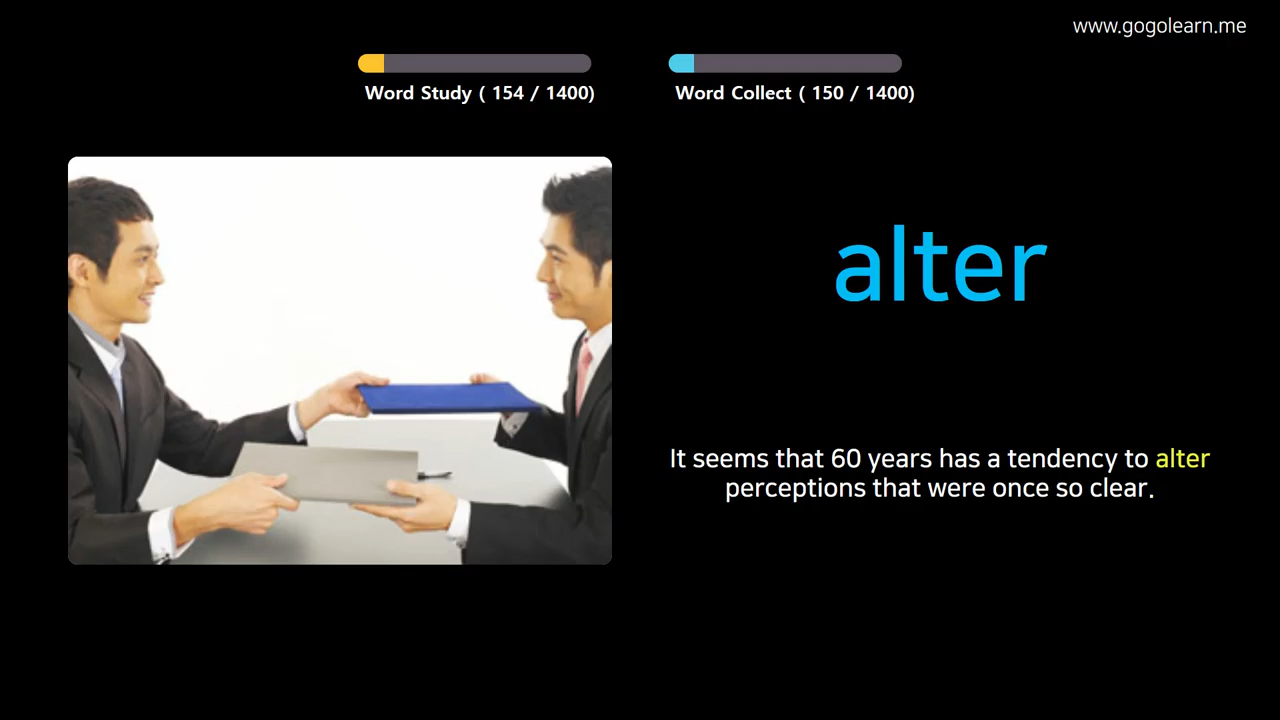 www.gogolearn.me
Word Study ( 154 / 1400)
Word Collect ( 150 / 1400)
alter
It seems that 60 years has a tendency to alter
perceptions that were once so clear.